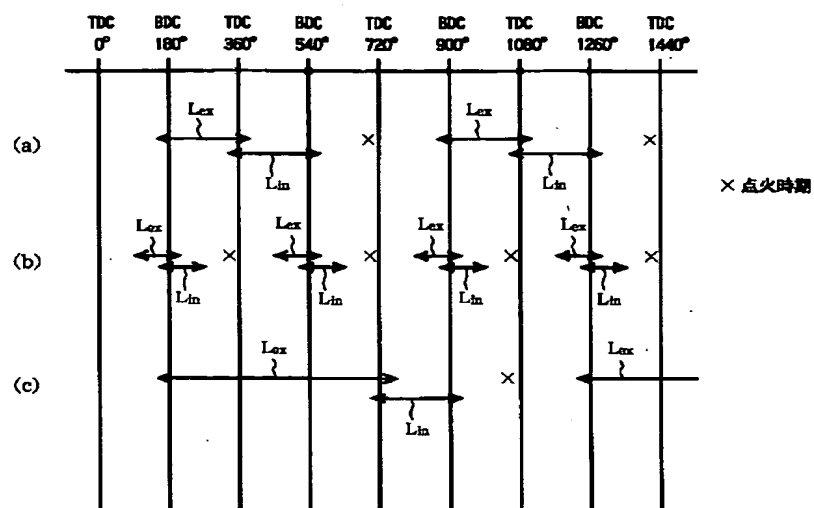 TDC BDC TDC BDC TDC BDC TDC BDC TDC
0° 180° 360° 540° 720° 900° 1080° 1260° 1440°
Lex Lex
(a) × × ×
Lin Lin
× 点火時期
Lex Lex Lex Lex
(b) × × × ×
Lin Lin Lin Lin
Lex Lex
(c) ×
Lin